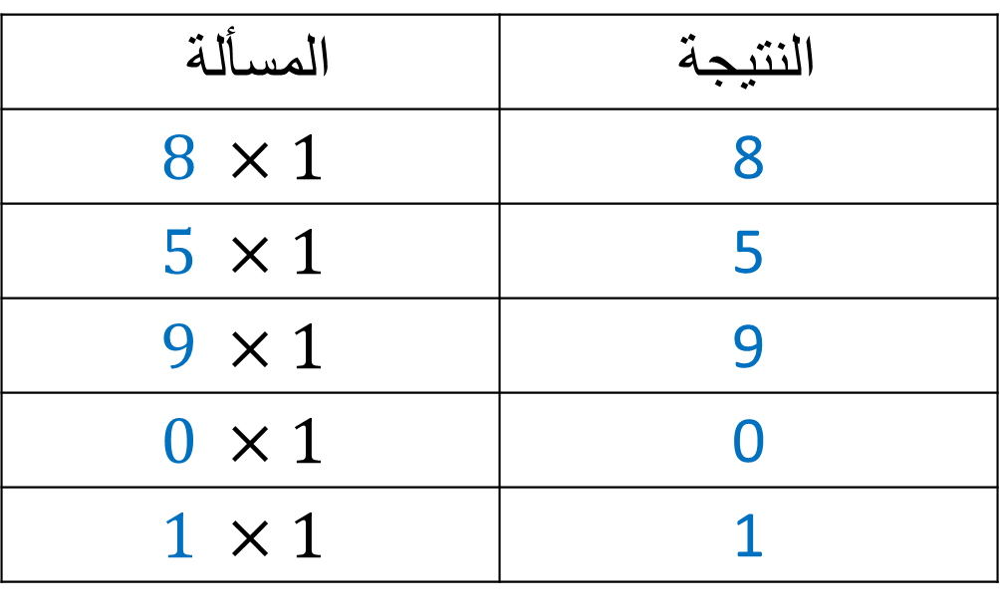 المسألة النتيجة
8 × 1 8
5 × 1 5
9 × 1 9
0 × 1 0
1 × 1 1